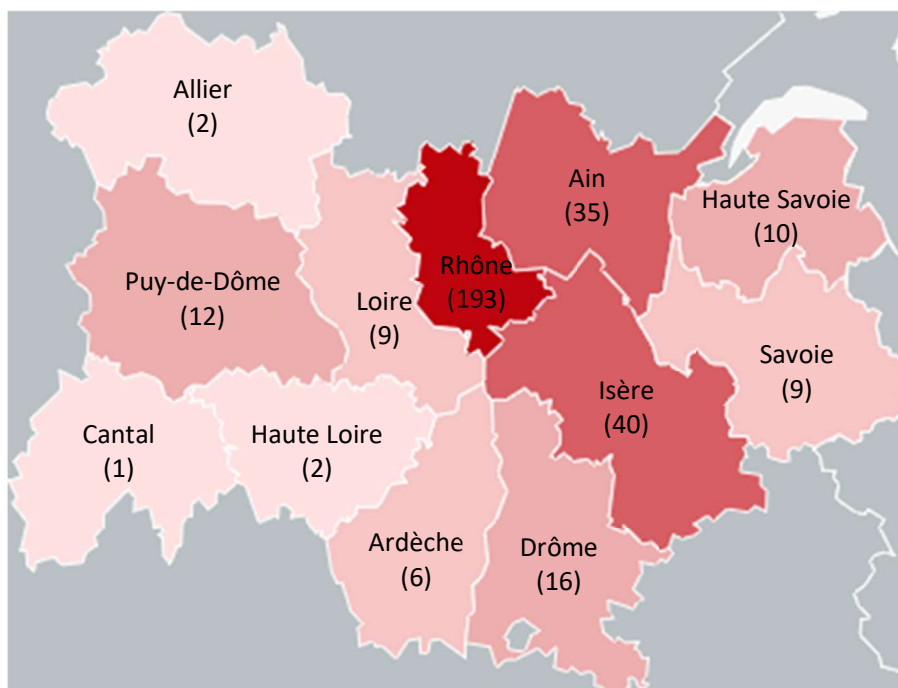 Allier
(2)
Ain
(35)
Haute Savoie
(10)
Rhône
(193)
Puy-de-Dôme
(12)
Loire
(9)
Savoie
(9)
Isère
(40)
Cantal
(1)
Haute Loire
(2)
Ardèche
(6)
Drôme
(16)